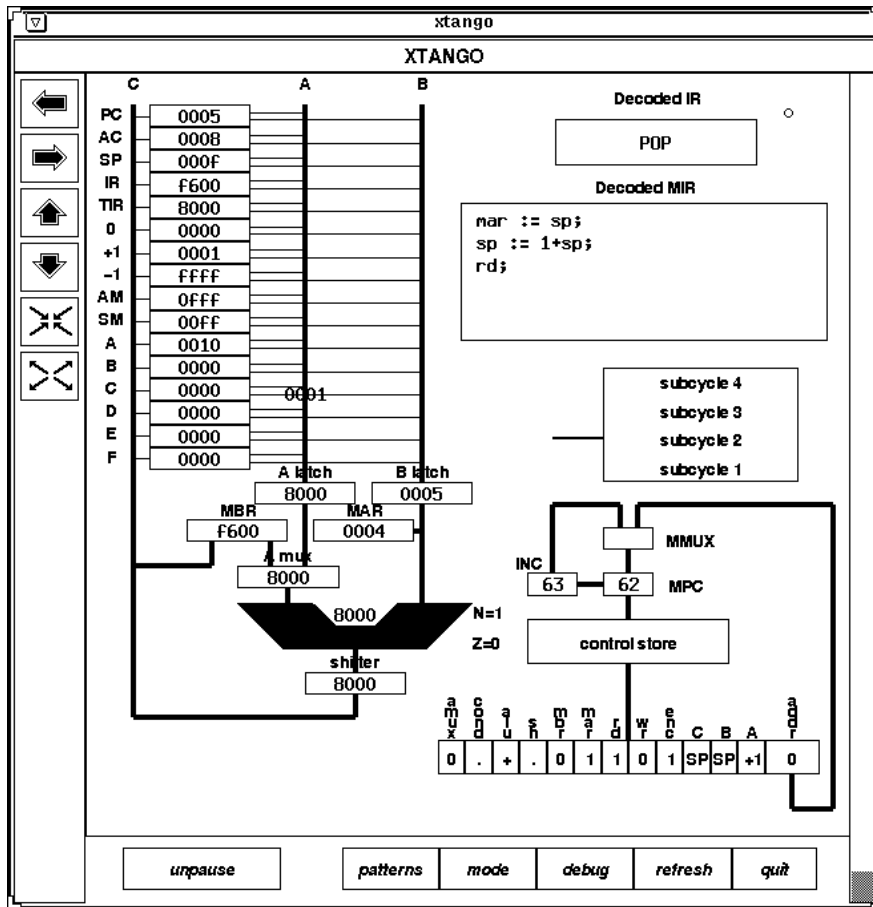 xtango
XTANGO
C A B
PC 0005
AC 0008
SP 000f
IR f600
TIR 8000
0 0000
+1 0001
-1 ffff
AM 0fff
SM 00ff
A 0010
B 0000
C 0000 0001
D 0000
E 0000
F 0000
Decoded IR
POP
Decoded MIR
mar := sp;
sp := 1+sp;
rd;
subcycle 4
subcycle 3
subcycle 2
subcycle 1
A latch B latch
8000 0005
MBR MAR
f600 0004
A mux
8000
8000 N=1
Z=0
shifter
8000
MMUX
INC
63 62 MPC
control store
amux cond alu sh mbr mar rd wr enc C B A addr
0 . + . 0 1 1 0 1 SP SP +1 0
unpause patterns mode debug refresh quit